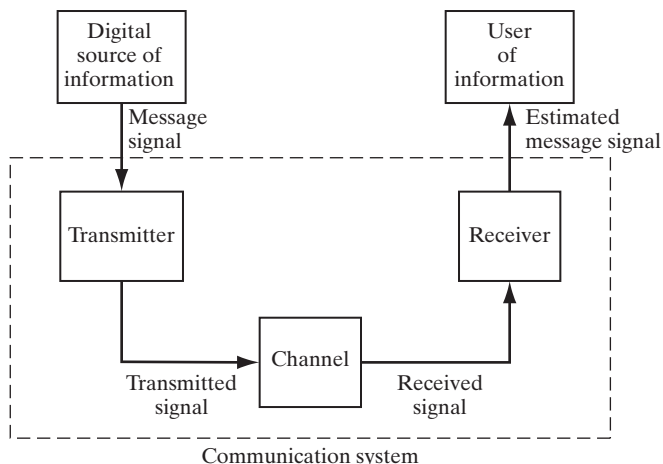 Digital
source of
information
User
of
information
Message
signal
Estimated
message signal
Transmitter
Receiver
Channel
Transmitted
signal
Received
signal
Communication system